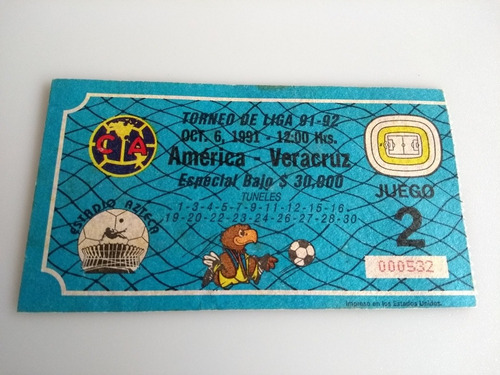 CA
TORNEO DE LIGA 91-92
OCT. 6, 1991 - 12:00 Hrs.
América - Veracruz
Especial Bajo $ 30,000
TUNELES
1-3-4-5-7-9-11-12-15-16-
19-20-22-23-24-26-27-28-30
ESTADIO AZTECA
JUEGO
2
000532
Impreso en los Estados Unidos.